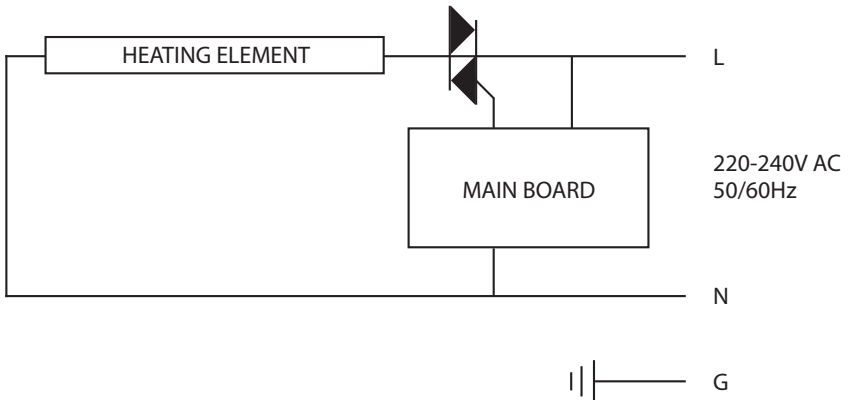 HEATING ELEMENT
L
MAIN BOARD
220-240V AC
50/60Hz
N
G